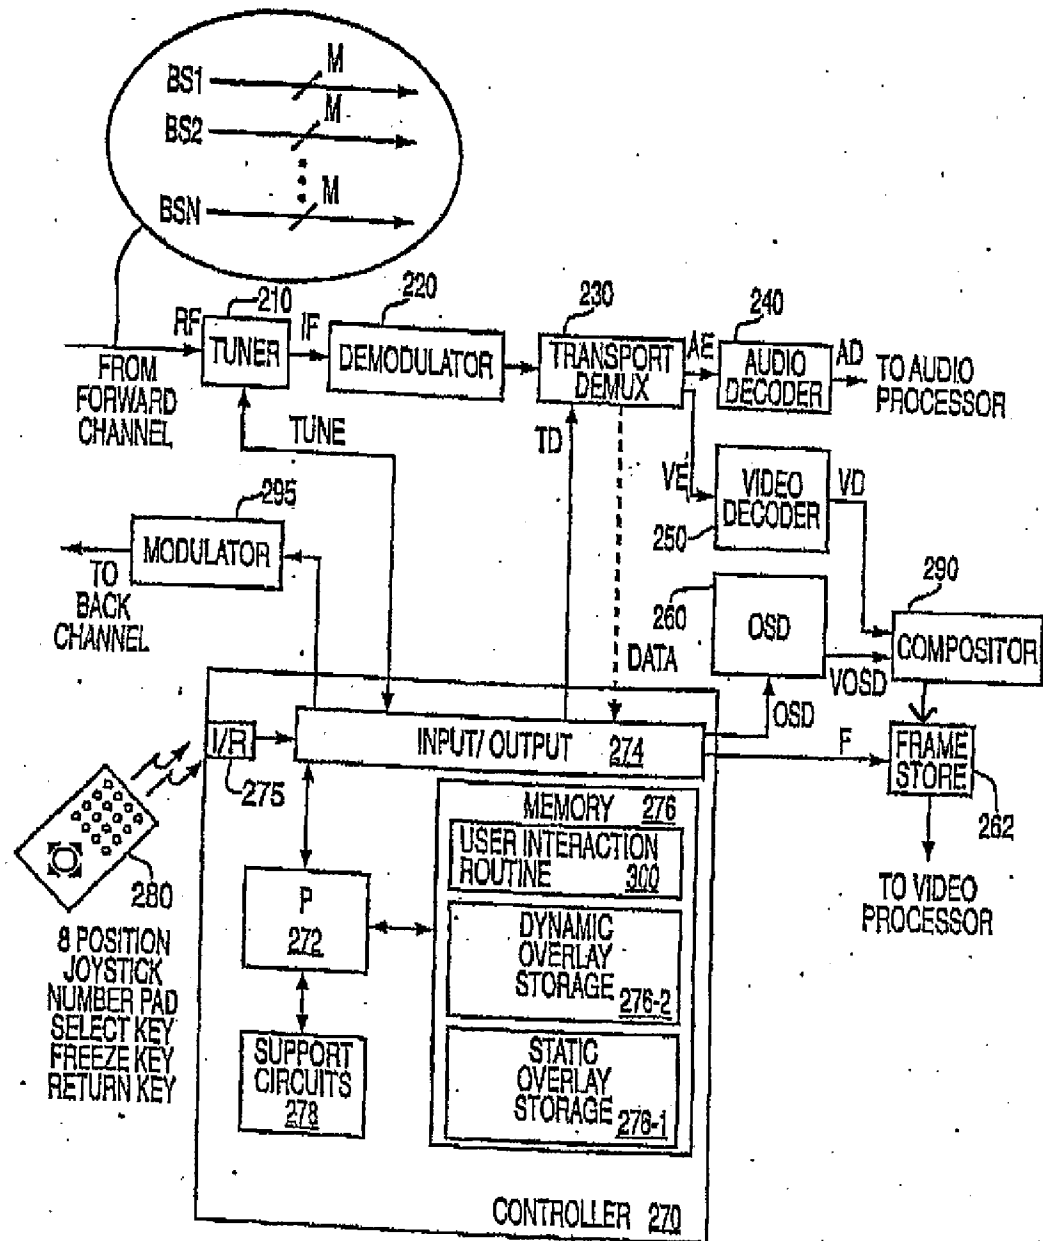 BS1 M
BS2 M
BSN M
RF
210
TUNER
IF
220
DEMODULATOR
230
TRANSPORT
DEMUX
AE
240
AUDIO
DECODER
AD
TO AUDIO
PROCESSOR
FROM
FORWARD
CHANNEL
TUNE
TD
VE
VIDEO
DECODER
250
VD
295
MODULATOR
TO
BACK
CHANNEL
260
OSD
290
COMPOSITOR
VOSD
DATA
OSD
F
FRAME
STORE
262
TO VIDEO
PROCESSOR
I/R
275
INPUT/OUTPUT 274
MEMORY 276
USER INTERACTION
ROUTINE 300
DYNAMIC
OVERLAY
STORAGE 276-2
STATIC
OVERLAY
STORAGE 276-1
P
272
SUPPORT
CIRCUITS
278
280
8 POSITION
JOYSTICK
NUMBER PAD
SELECT KEY
FREEZE KEY
RETURN KEY
CONTROLLER 270